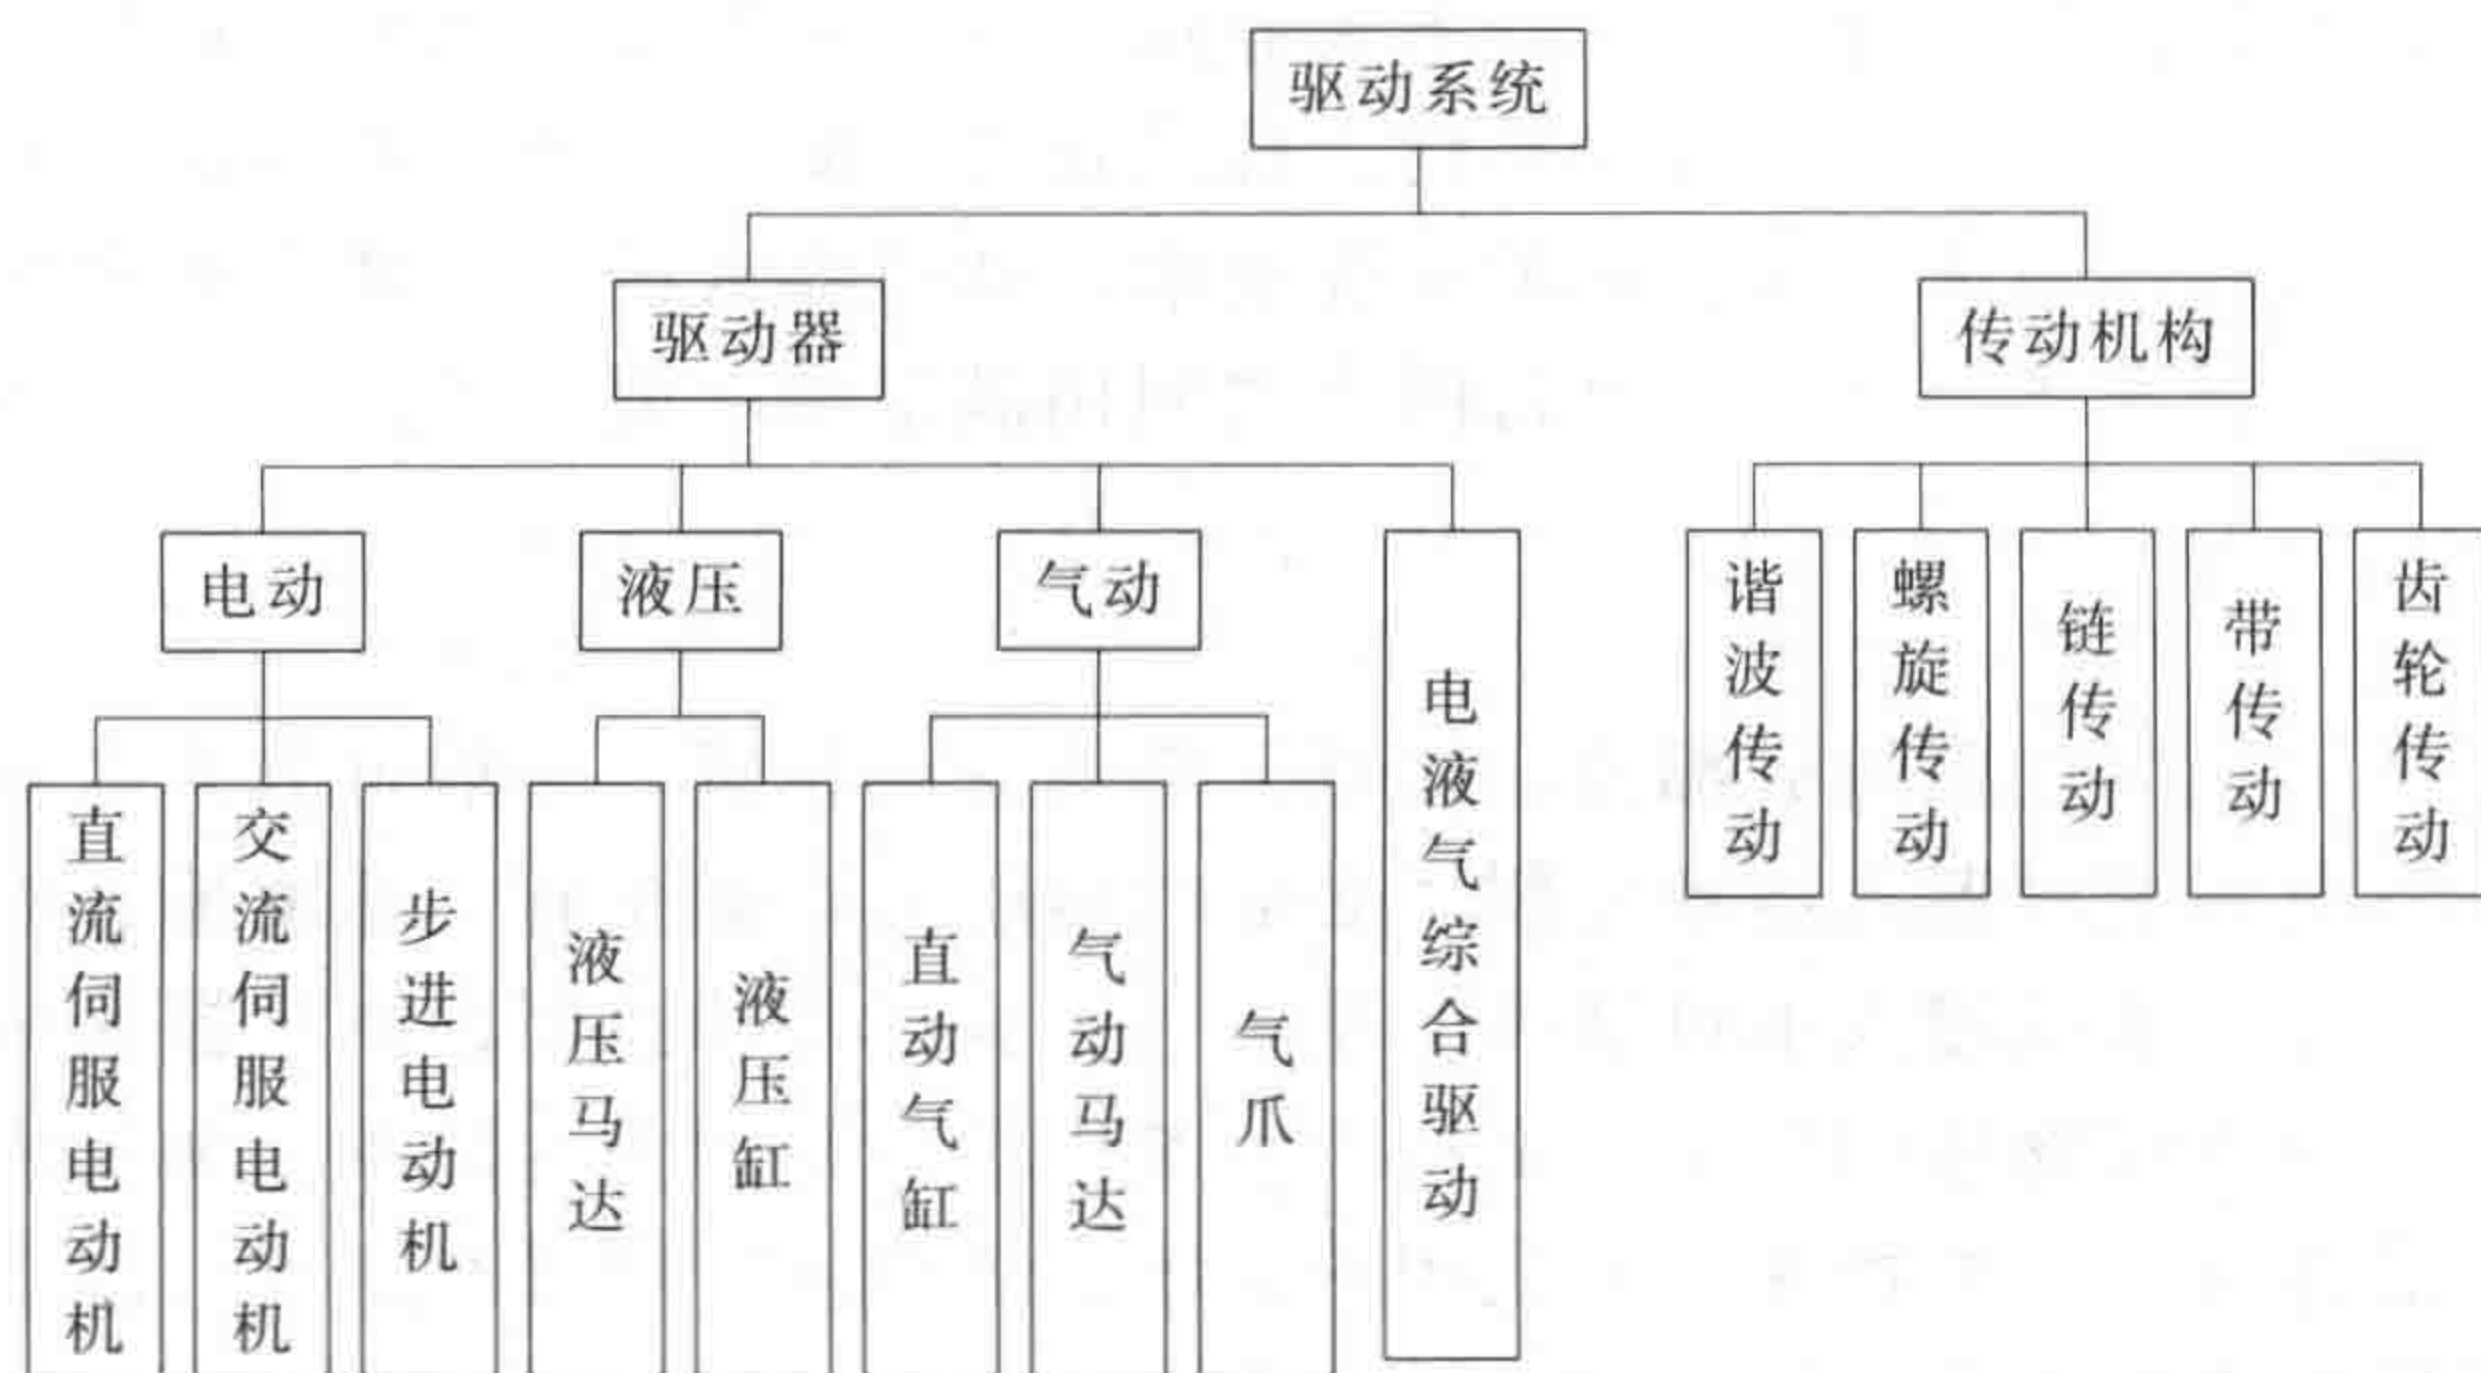 驱动系统
驱动器
传动机构
电动
液压
气动
电液气综合驱动
谐波传动
螺旋传动
链传动
带传动
齿轮传动
直流伺服电动机
交流伺服电动机
步进电动机
液压马达
液压缸
直动气缸
气动马达
气爪